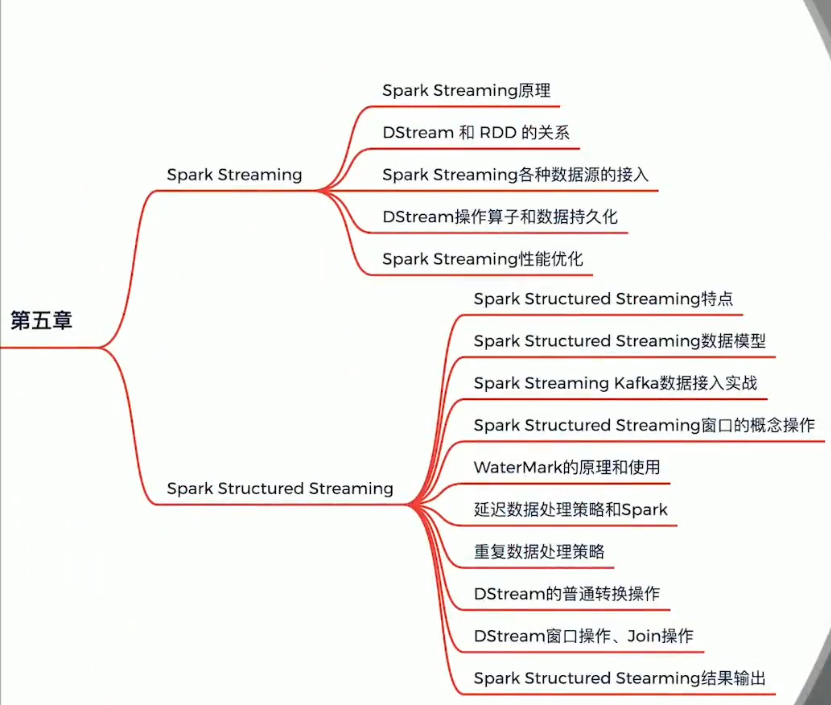 第五章
Spark Streaming
Spark Streaming原理
DStream 和 RDD 的关系
Spark Streaming各种数据源的接入
DStream操作算子和数据持久化
Spark Streaming性能优化
Spark Structured Streaming
Spark Structured Streaming特点
Spark Structured Streaming数据模型
Spark Streaming Kafka数据接入实战
Spark Structured Streaming窗口的概念操作
WaterMark的原理和使用
延迟数据处理策略和Spark
重复数据处理策略
DStream的普通转换操作
DStream窗口操作、Join操作
Spark Structured Stearming结果输出